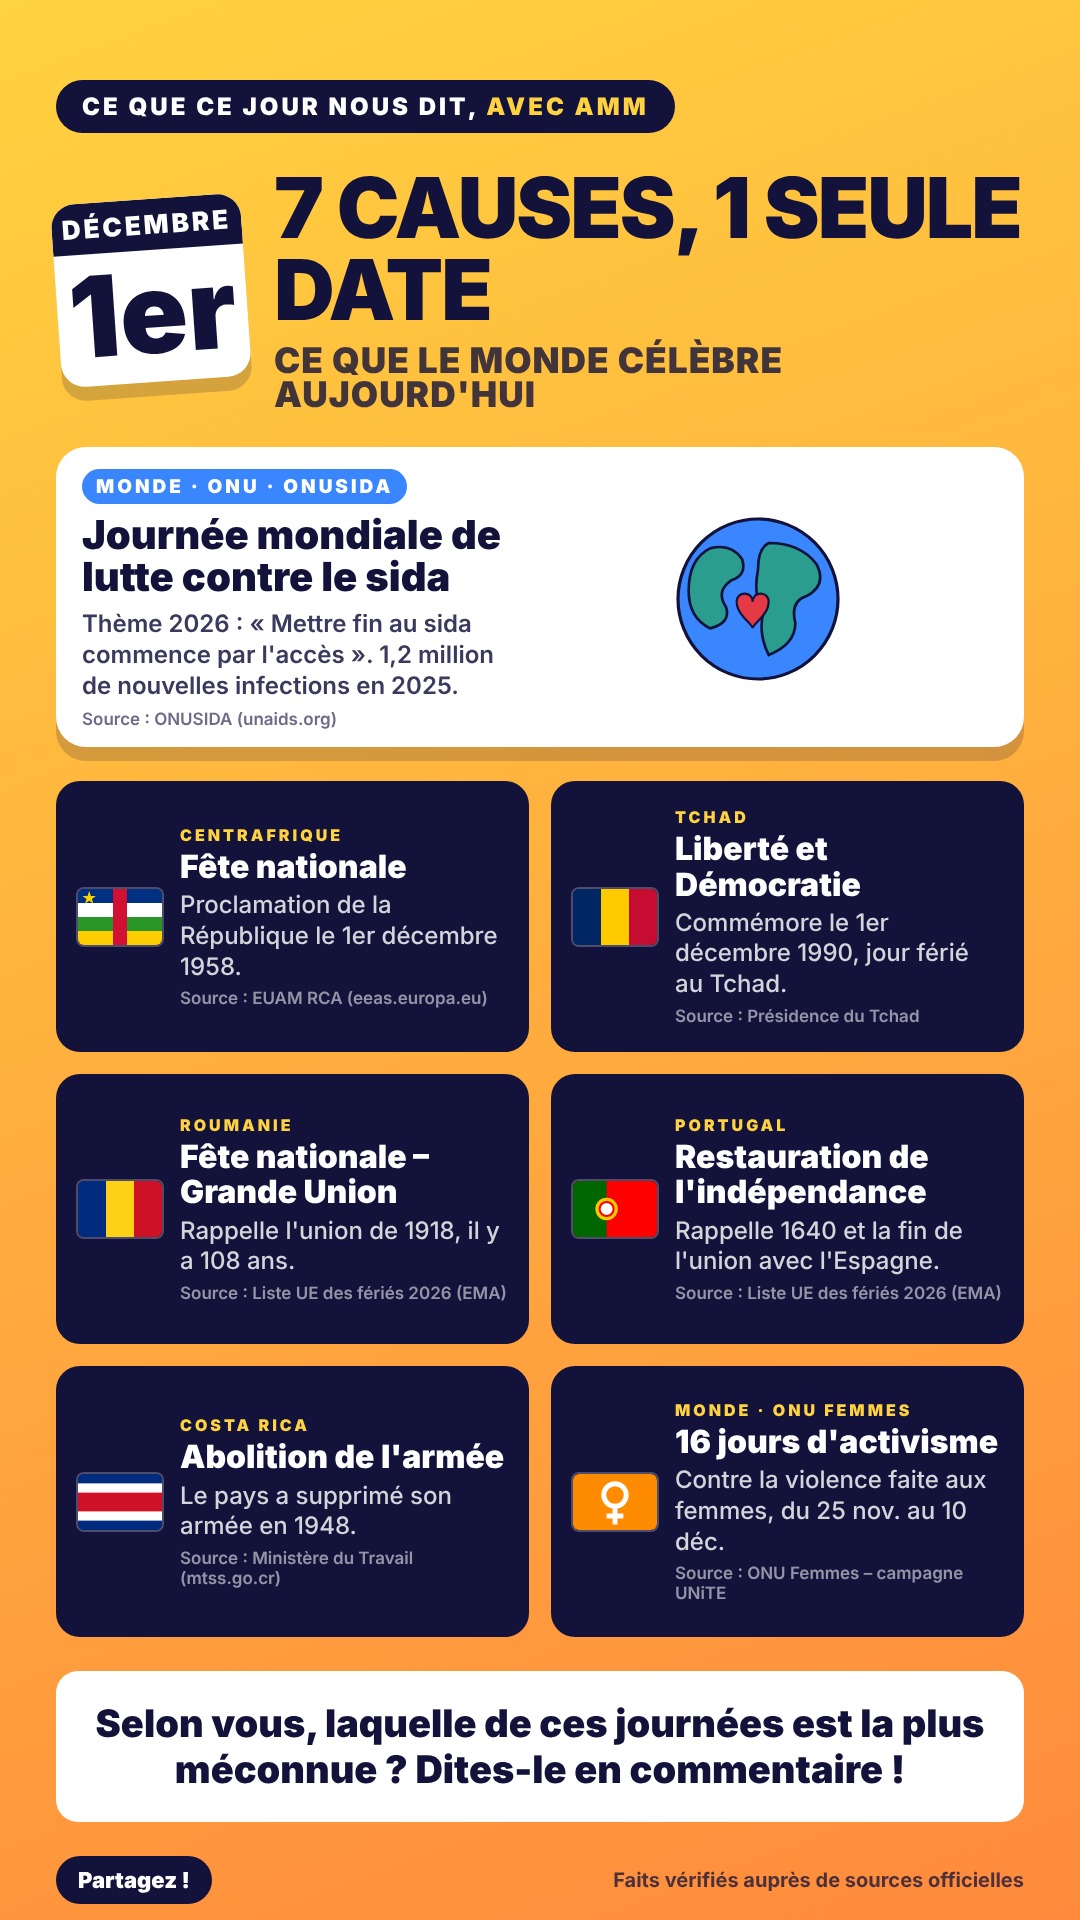 CE QUE CE JOUR NOUS DIT, AVEC AMM
DÉCEMBRE
1er
7 CAUSES, 1 SEULE
DATE
CE QUE LE MONDE CÉLÈBRE
AUJOURD'HUI
MONDE · ONU · ONUSIDA
Journée mondiale de
lutte contre le sida
Thème 2026 : « Mettre fin au sida
commence par l'accès ». 1,2 million
de nouvelles infections en 2025.
Source : ONUSIDA (unaids.org)
CENTRAFRIQUE
Fête nationale
Proclamation de la
République le 1er décembre
1958.
Source : EUAM RCA (eeas.europa.eu)
TCHAD
Liberté et
Démocratie
Commémore le 1er
décembre 1990, jour férié
au Tchad.
Source : Présidence du Tchad
ROUMANIE
Fête nationale –
Grande Union
Rappelle l'union de 1918, il y
a 108 ans.
Source : Liste UE des fériés 2026 (EMA)
PORTUGAL
Restauration de
l'indépendance
Rappelle 1640 et la fin de
l'union avec l'Espagne.
Source : Liste UE des fériés 2026 (EMA)
COSTA RICA
Abolition de l'armée
Le pays a supprimé son
armée en 1948.
Source : Ministère du Travail
(mtss.go.cr)
MONDE · ONU FEMMES
16 jours d'activisme
Contre la violence faite aux
femmes, du 25 nov. au 10
déc.
Source : ONU Femmes – campagne
UNiTE
Selon vous, laquelle de ces journées est la plus
méconnue ? Dites-le en commentaire !
Partagez !
Faits vérifiés auprès de sources officielles